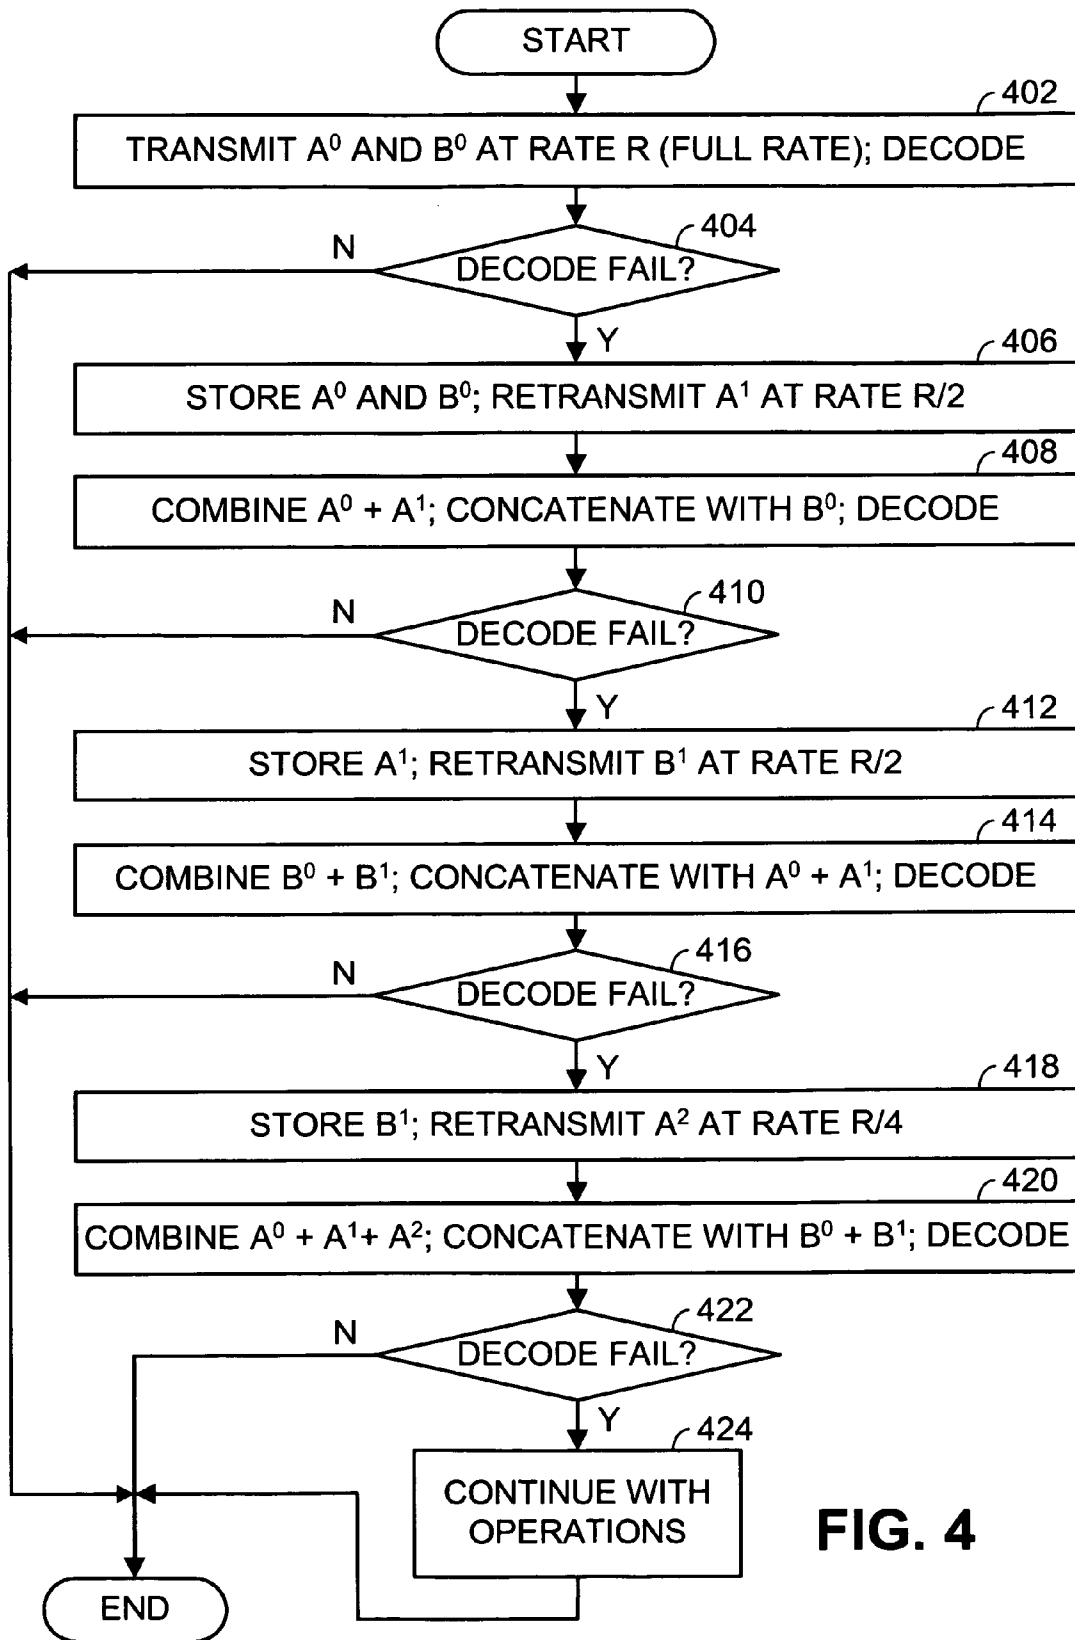 START
402
TRANSMIT A⁰ AND B⁰ AT RATE R (FULL RATE); DECODE
404
N
DECODE FAIL?
Y
406
STORE A⁰ AND B⁰; RETRANSMIT A¹ AT RATE R/2
408
COMBINE A⁰ + A¹; CONCATENATE WITH B⁰; DECODE
410
N
DECODE FAIL?
Y
412
STORE A¹; RETRANSMIT B¹ AT RATE R/2
414
COMBINE B⁰ + B¹; CONCATENATE WITH A⁰ + A¹; DECODE
416
N
DECODE FAIL?
Y
418
STORE B¹; RETRANSMIT A² AT RATE R/4
420
COMBINE A⁰ + A¹+ A²; CONCATENATE WITH B⁰ + B¹; DECODE
422
N
DECODE FAIL?
Y
424
CONTINUE WITH
OPERATIONS
FIG. 4
END